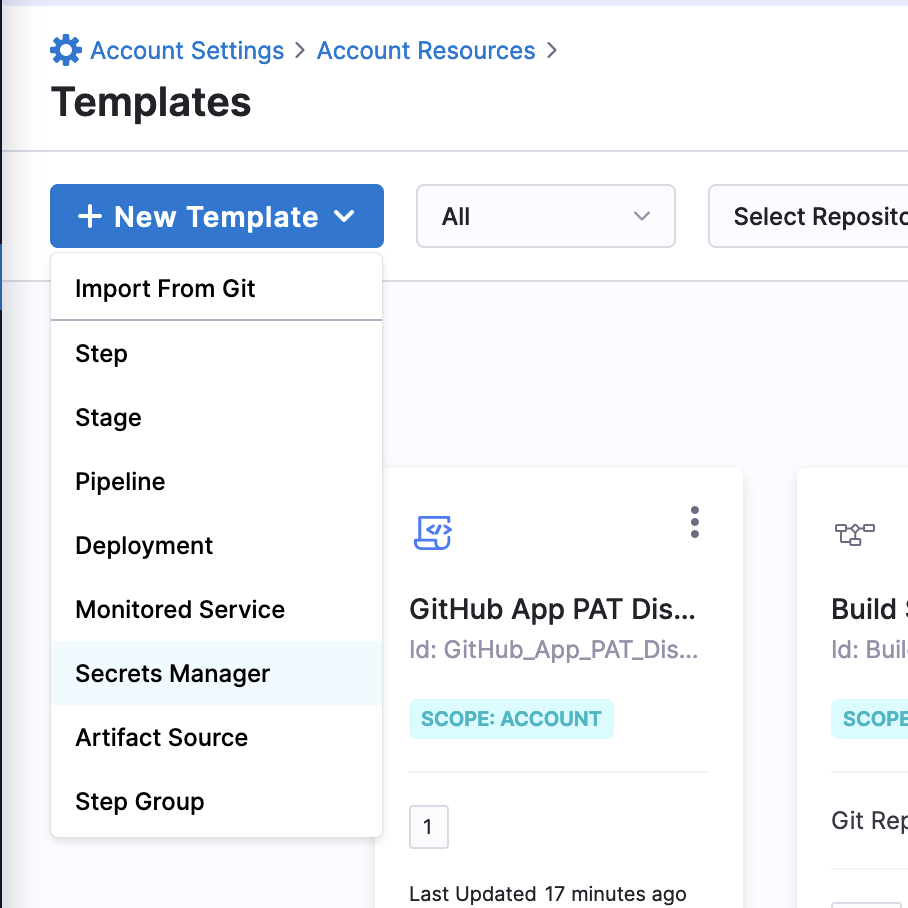 Account Settings > Account Resources >
Templates
+ New Template
All
Select Reposito
Import From Git
Step
Stage
Pipeline
Deployment
Monitored Service
Secrets Manager
Artifact Source
Step Group
GitHub App PAT Dis...
Id: GitHub_App_PAT_Dis...
SCOPE: ACCOUNT
1
Last Updated 17 minutes ago
Build
Id: Buil
SCOPE
Git Rep